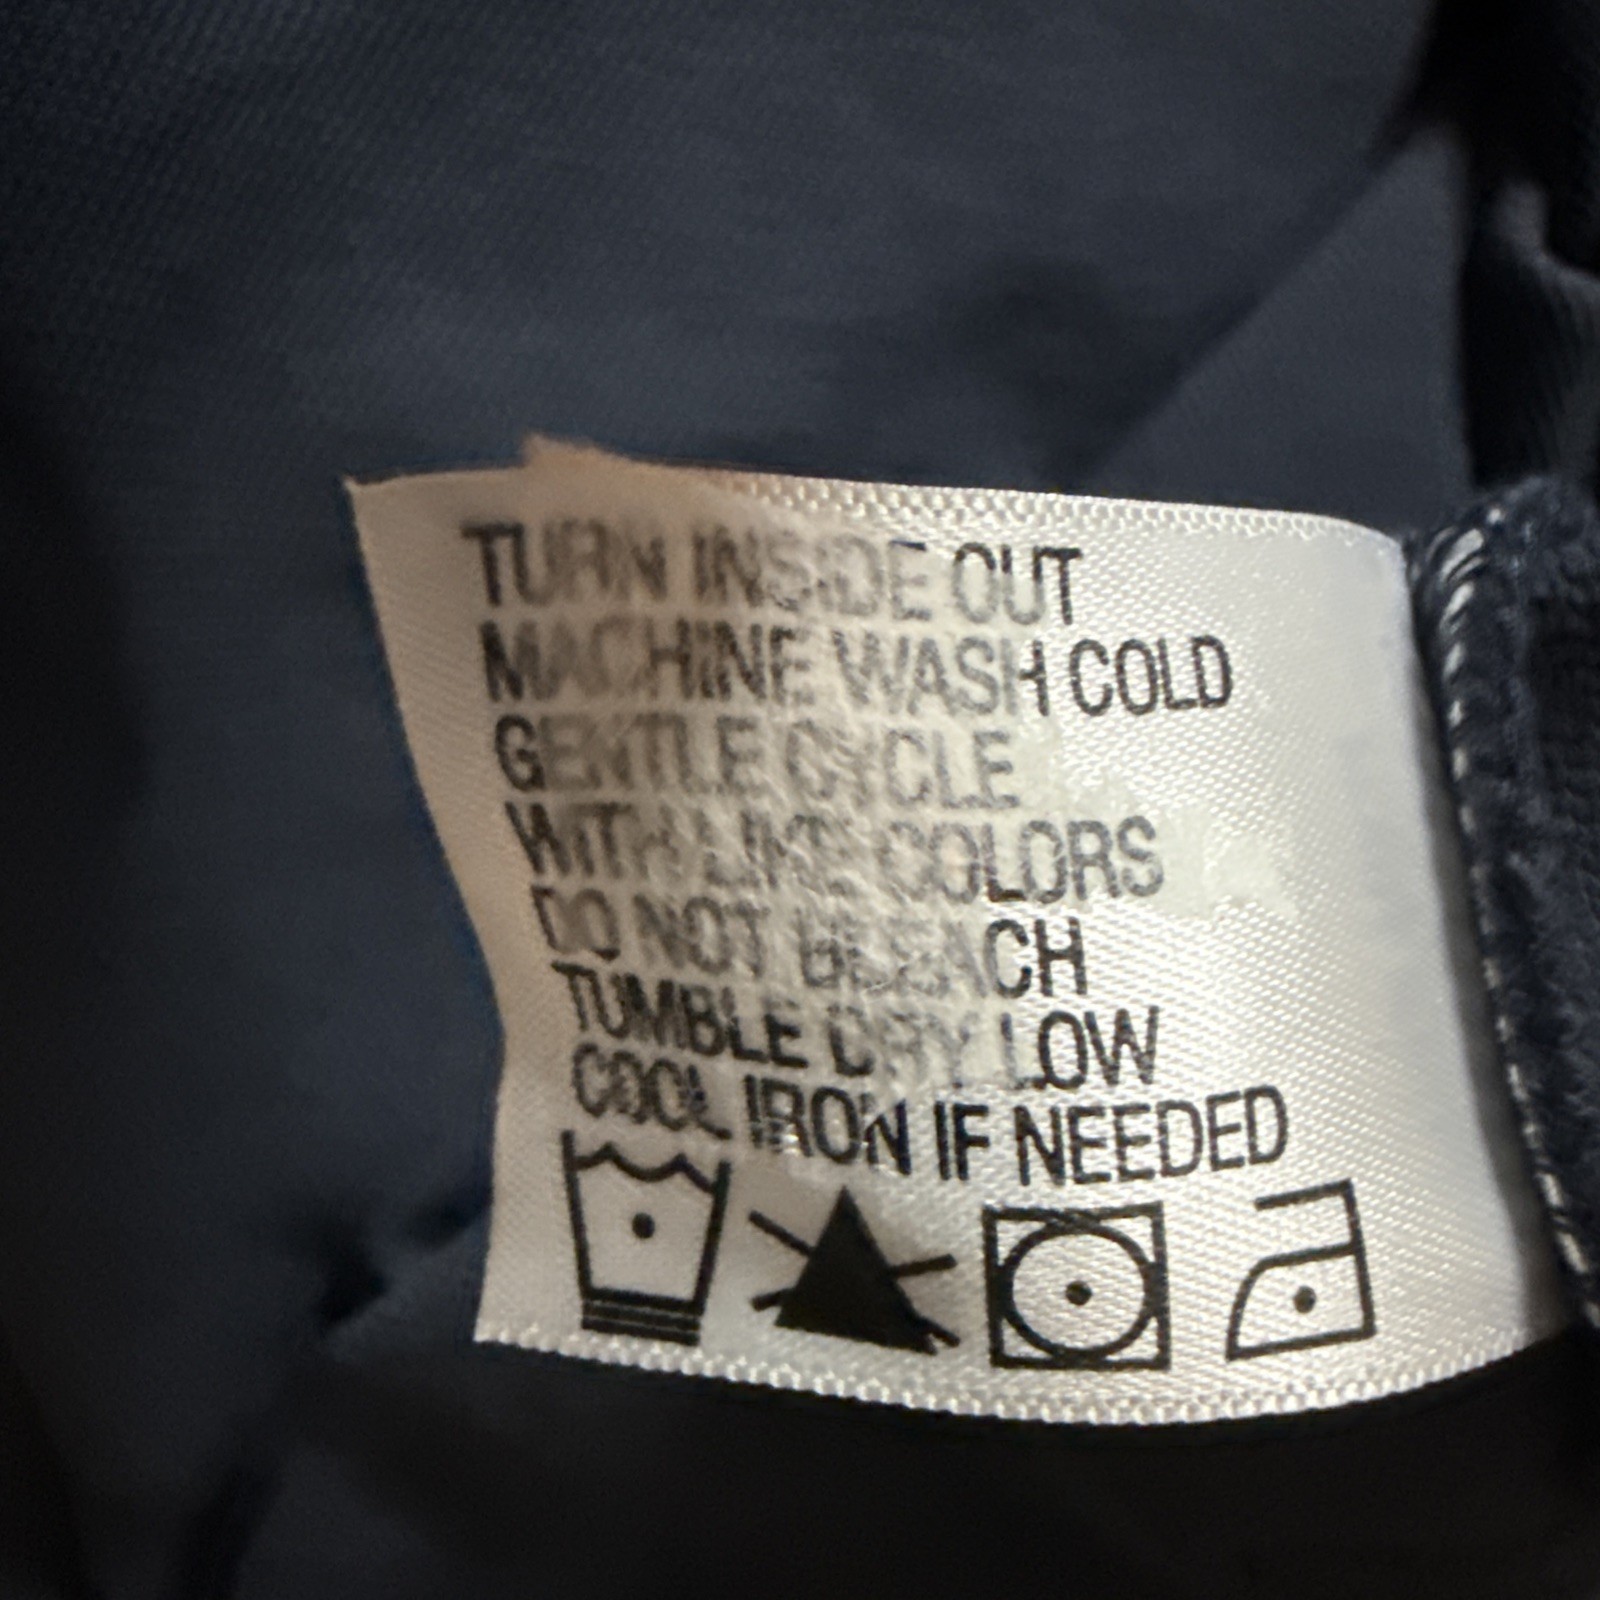 TURN INSIDE OUT
MACHINE WASH COLD
GENTLE CYCLE
WITH LIKE COLORS
DO NOT BLEACH
TUMBLE DRY LOW
COOL IRON IF NEEDED